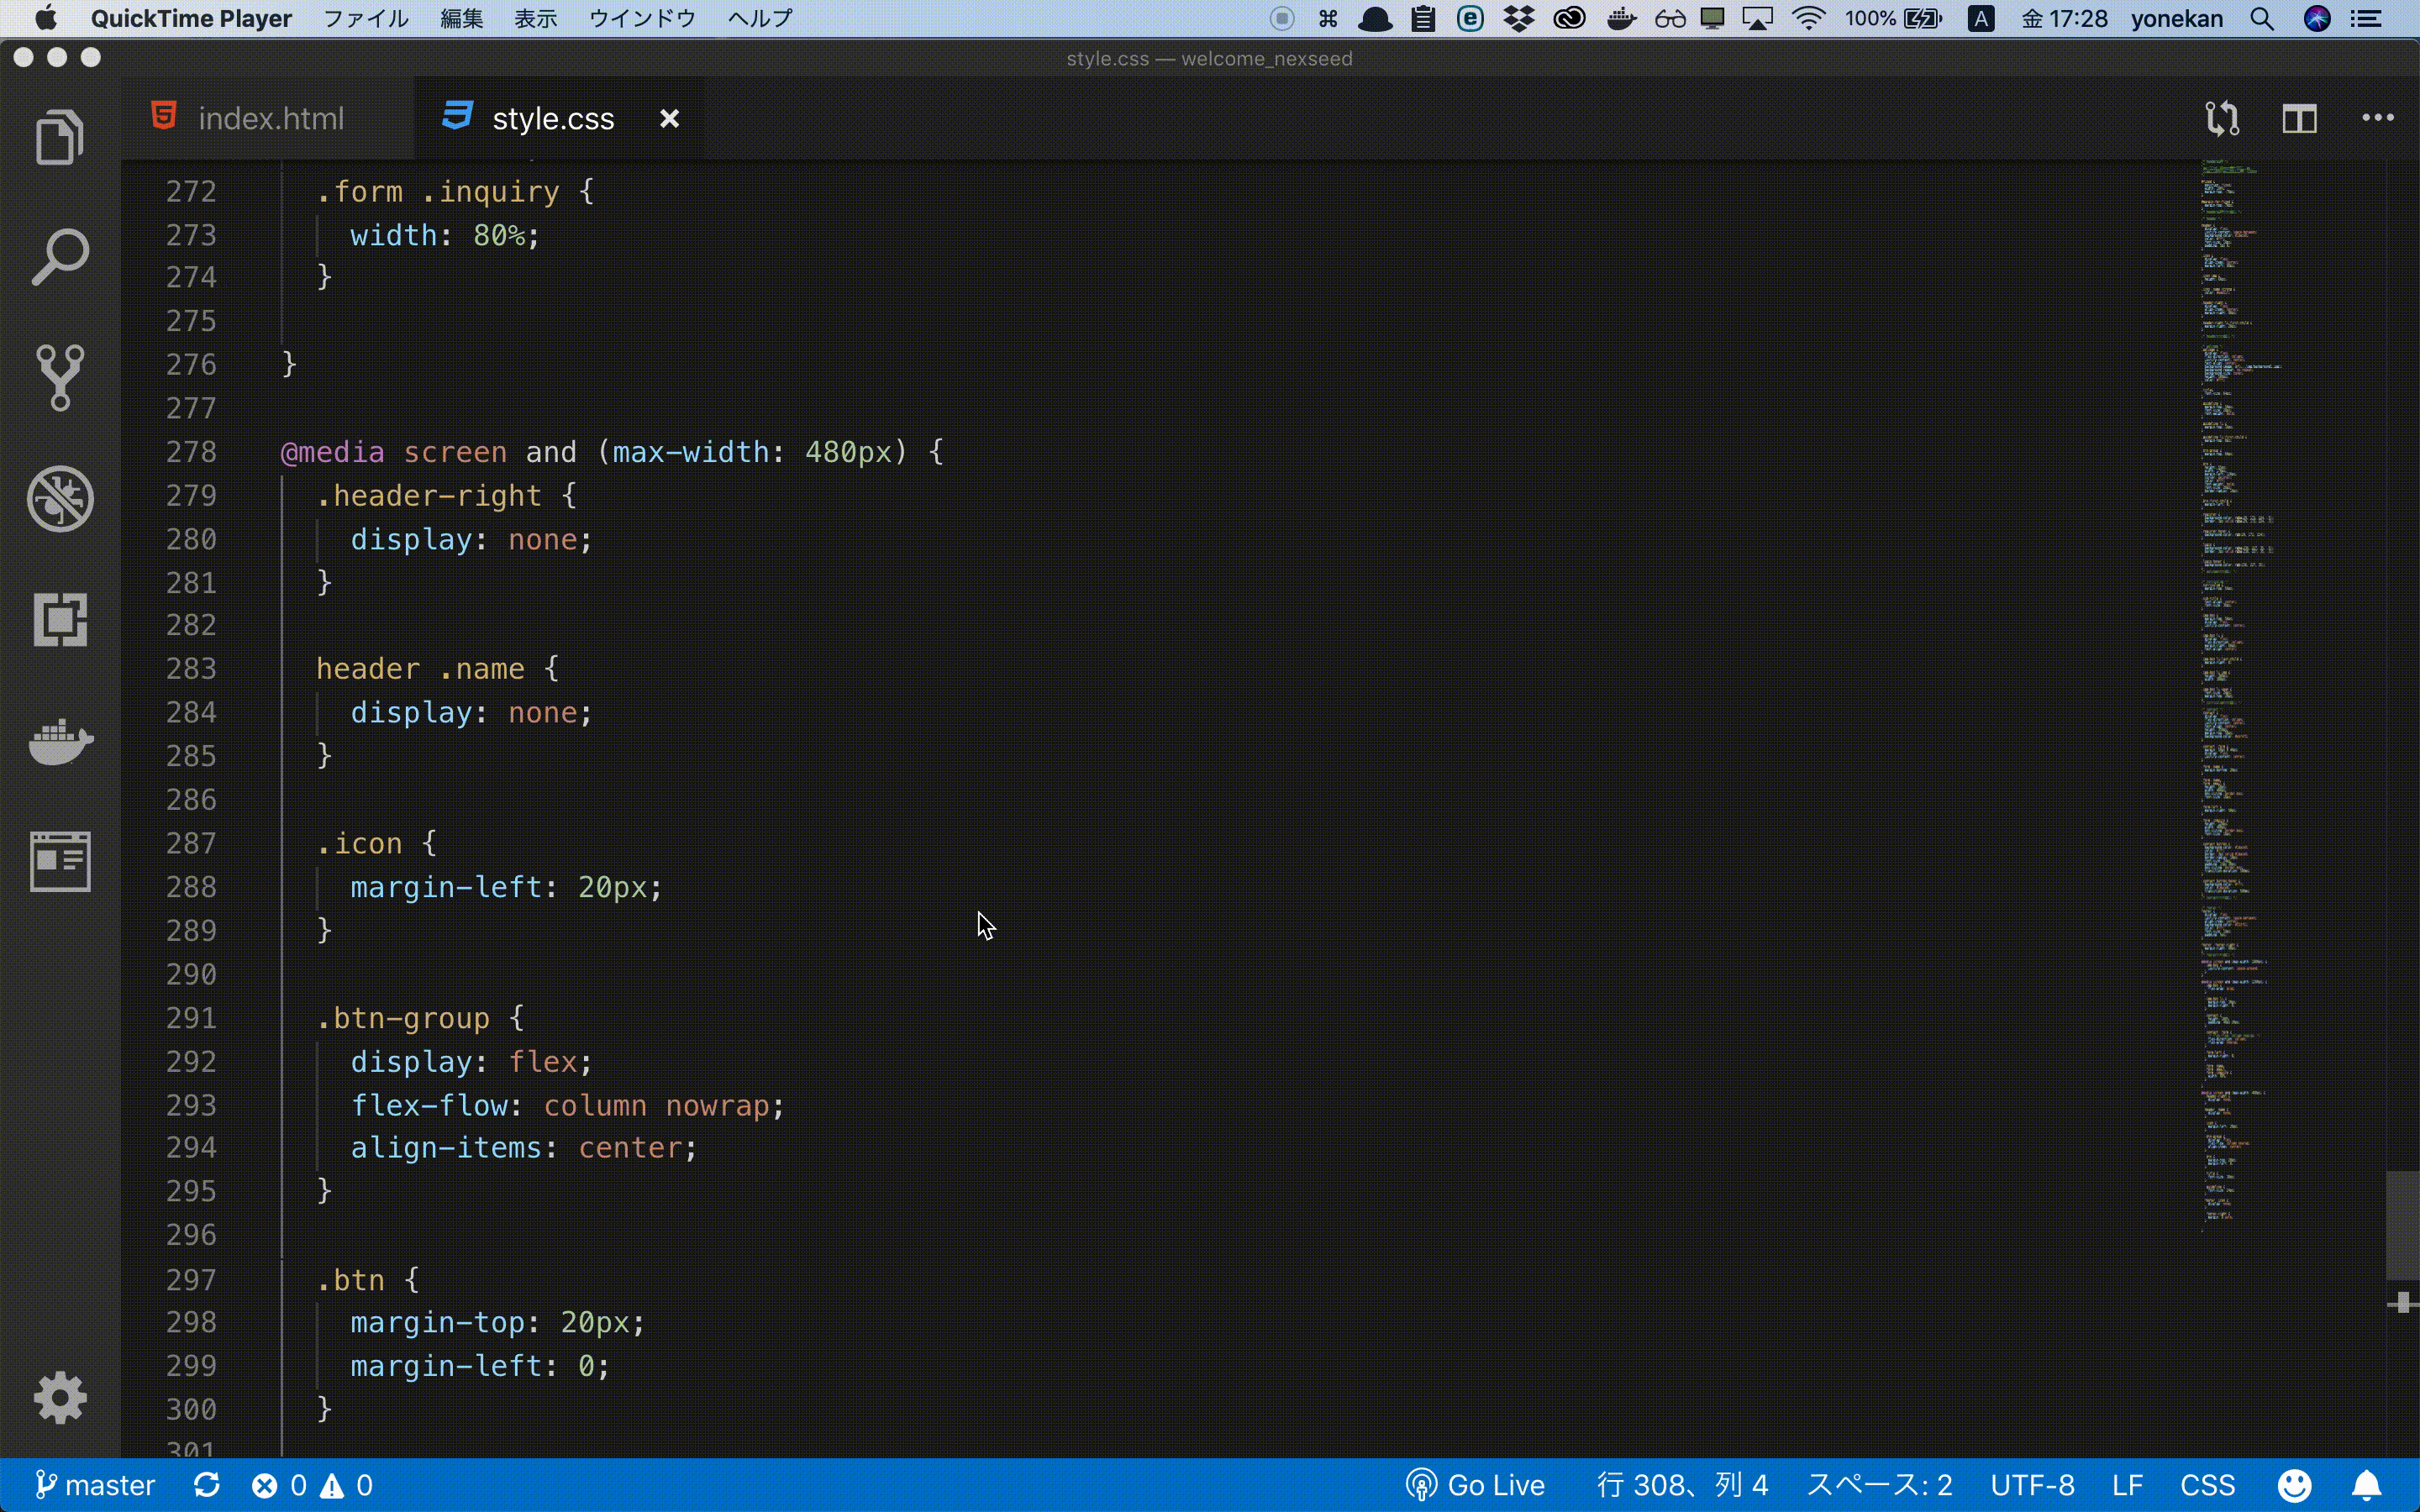 QuickTime Player ファイル 編集 表示 ウインドウ ヘルプ 100% A 金 17:28 yonekan
style.css — welcome_nexseed
index.html style.css
272 .form .inquiry {
273 width: 80%;
274 }
275
276 }
277
278 @media screen and (max-width: 480px) {
279 .header-right {
280 display: none;
281 }
282
283 header .name {
284 display: none;
285 }
286
287 .icon {
288 margin-left: 20px;
289 }
290
291 .btn-group {
292 display: flex;
293 flex-flow: column nowrap;
294 align-items: center;
295 }
296
297 .btn {
298 margin-top: 20px;
299 margin-left: 0;
300 }
301
master 0 0 Go Live 行 308、列 4 スペース: 2 UTF-8 LF CSS